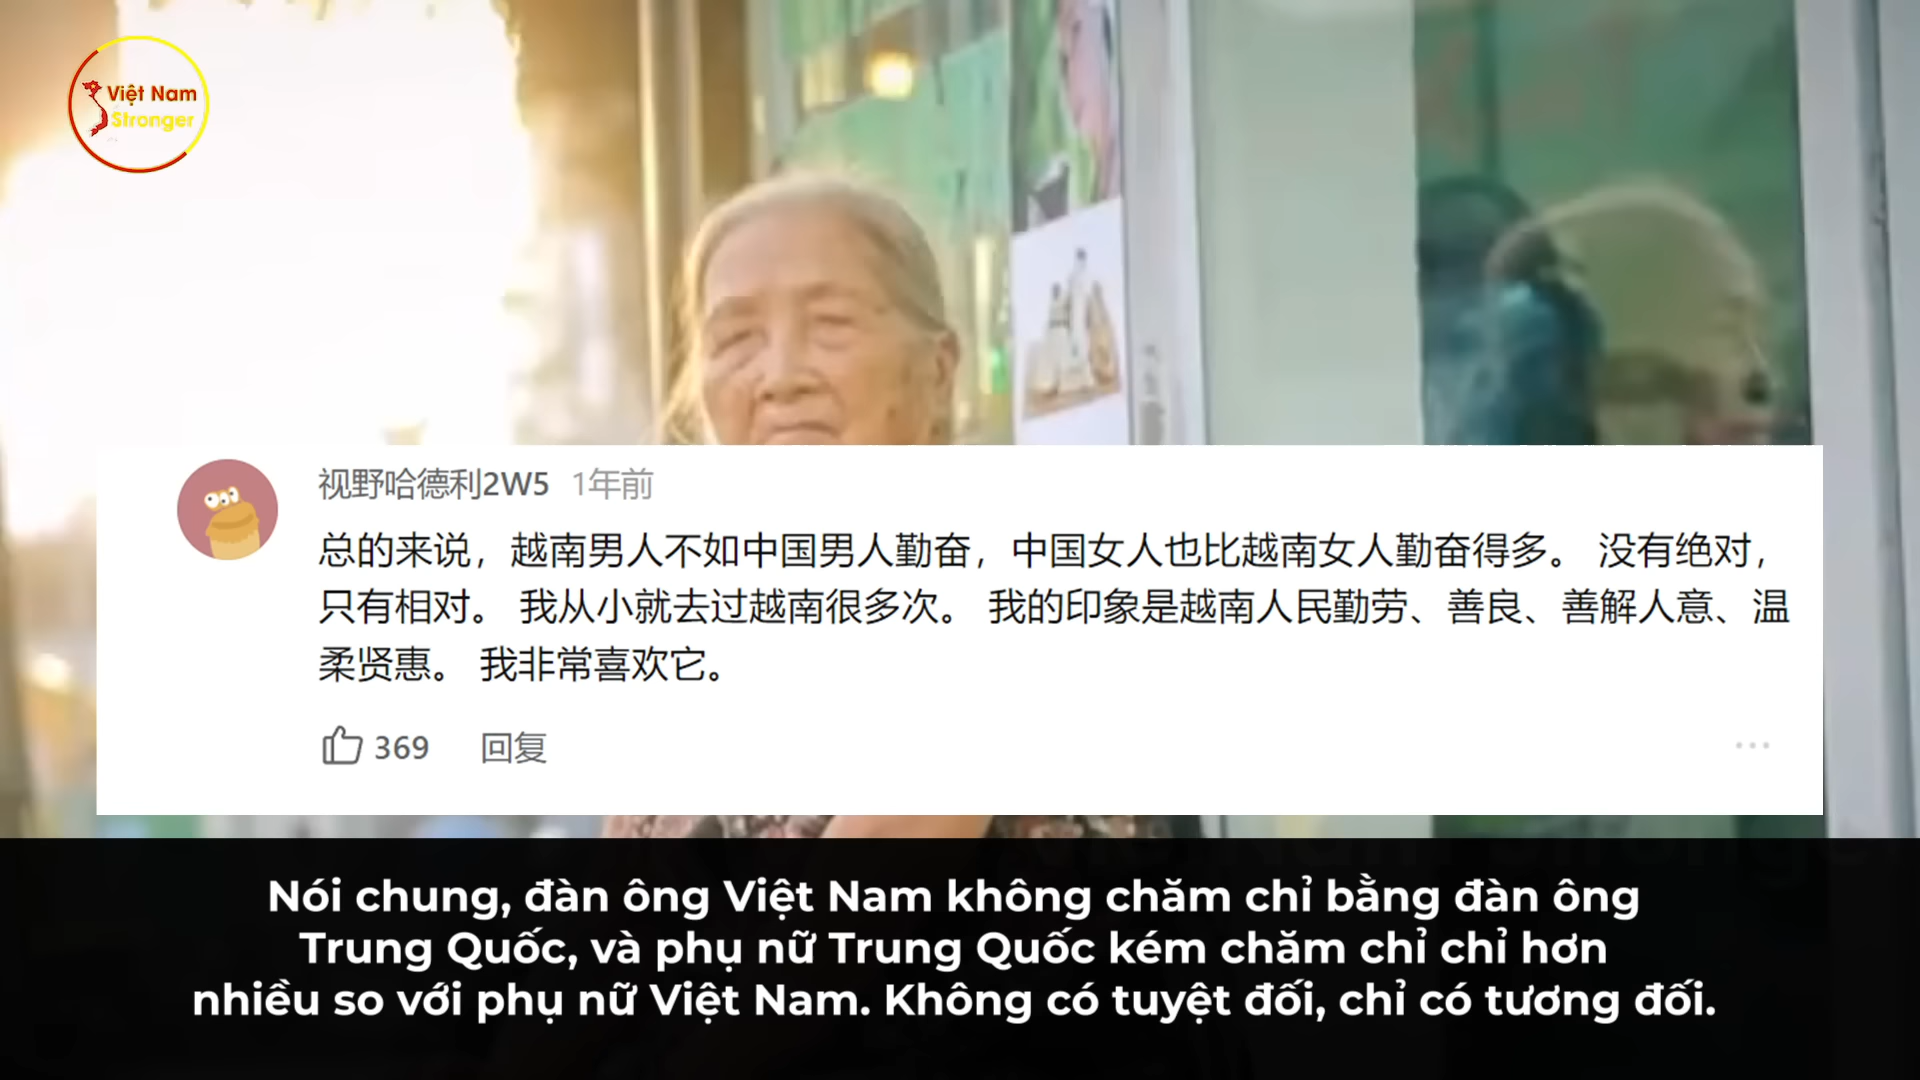 Việt Nam
Stronger
视野哈德利2W5 1年前
总的来说，越南男人不如中国男人勤奋，中国女人也比越南女人勤奋得多。 没有绝对，
只有相对。 我从小就去过越南很多次。 我的印象是越南人民勤劳、善良、善解人意、温
柔贤惠。 我非常喜欢它。
369 回复
Nói chung, đàn ông Việt Nam không chăm chỉ bằng đàn ông
Trung Quốc, và phụ nữ Trung Quốc kém chăm chỉ chỉ hơn
nhiều so với phụ nữ Việt Nam. Không có tuyệt đối, chỉ có tương đối.